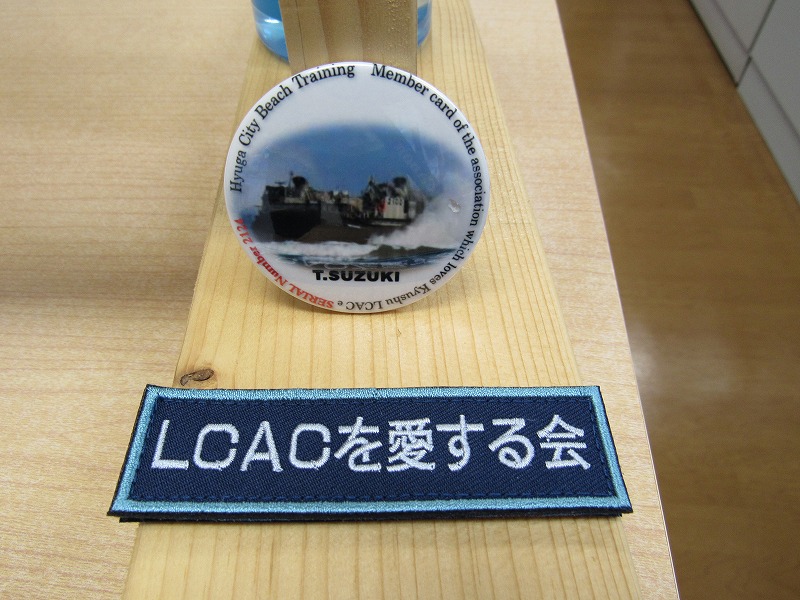 Hyuga City Beach Training
Member card of the association which loves Kyushu LCAC e
SERIAL Number 2124
T.SUZUKI
LCACを愛する会